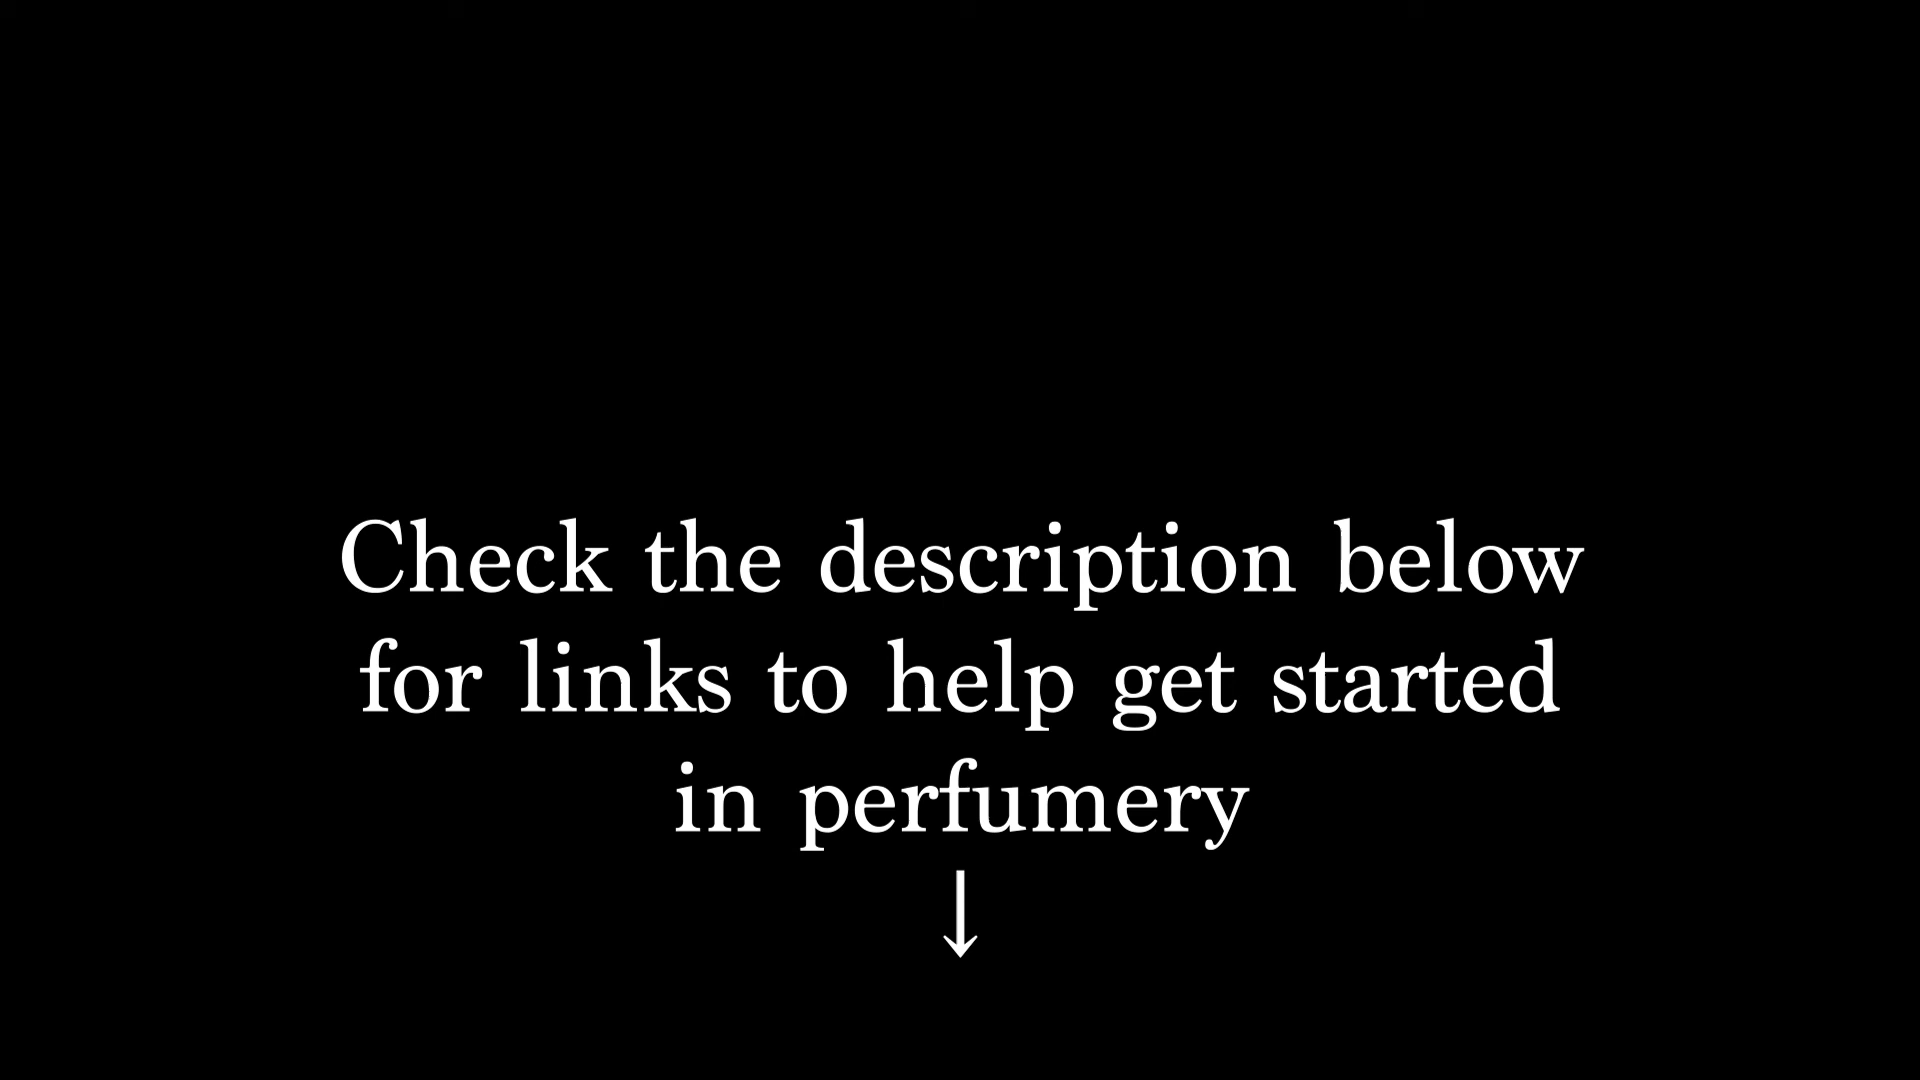 Check the description below
for links to help get started
in perfumery
↓